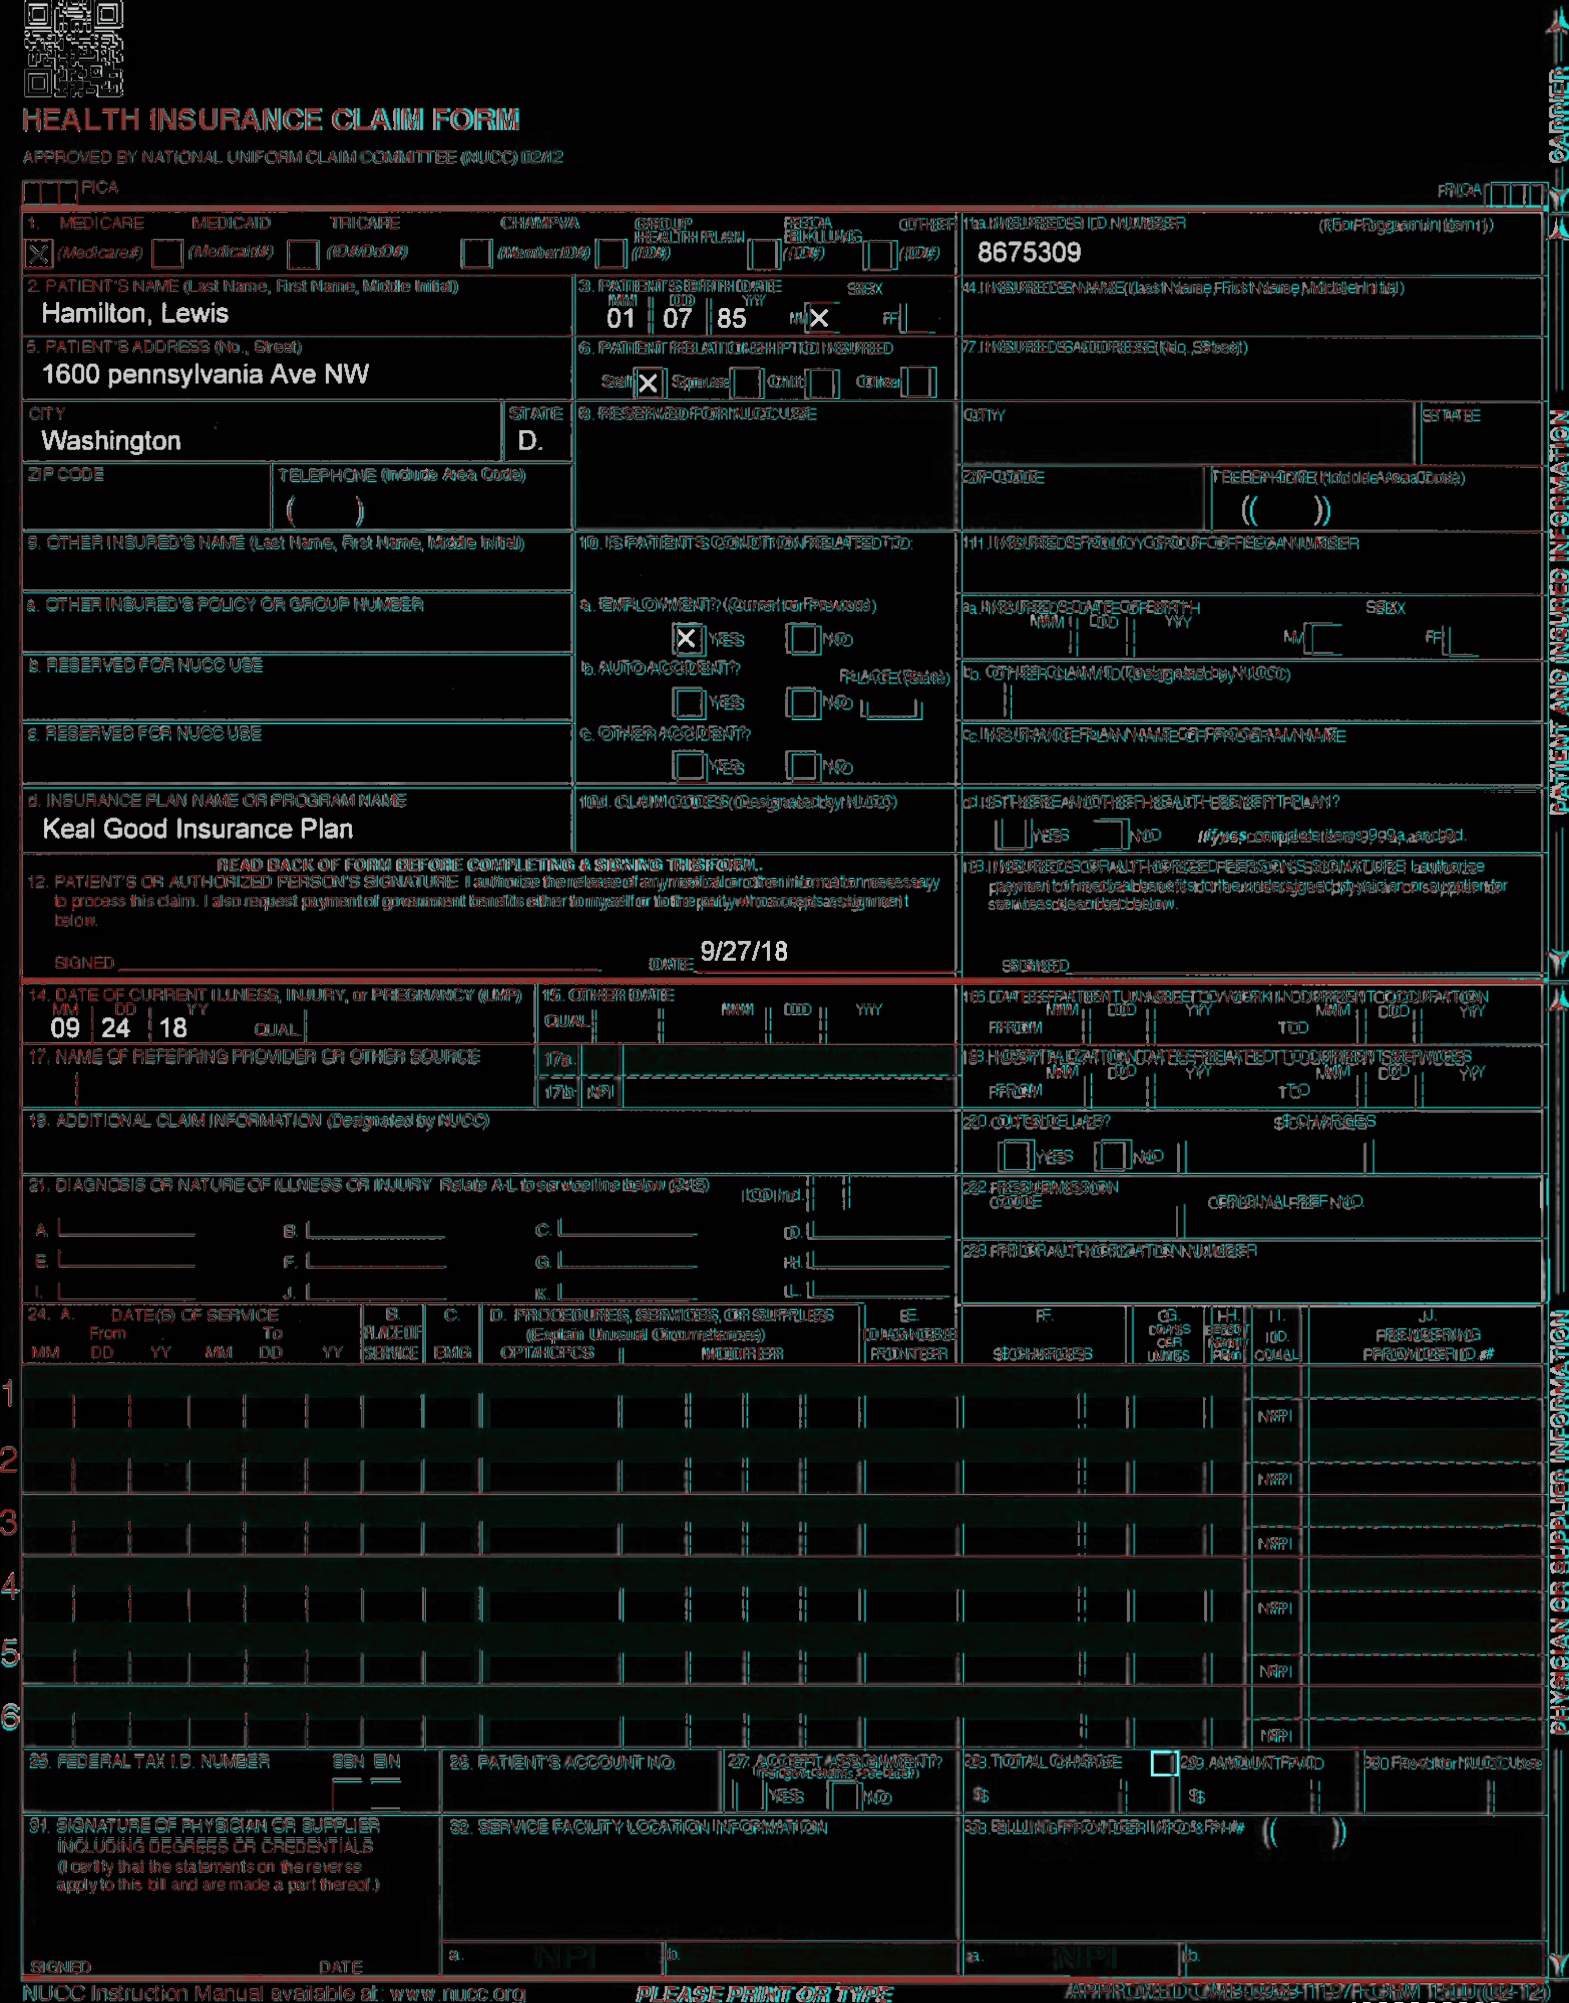 HEALTH INSURANCE CLAIM FORM
APPROVED BY NATIONAL UNIFORM CLAIM COMMITTEE (NUCC) 02/12
PICA
PICA
CARRIER
1. MEDICARE MEDICAID TRICARE CHAMPVA GROUP HEALTH PLAN FECA BLK LUNG OTHER
(Medicare#) (Medicaid#) (ID#/DoD#) (Member ID#) (ID#) (ID#) (ID#)
1a. INSURED'S I.D. NUMBER (For Program in Item 1)
8675309
2. PATIENT'S NAME (Last Name, First Name, Middle Initial)
Hamilton, Lewis
3. PATIENT'S BIRTH DATE SEX
MM DD YY
01 07 85 M X F
4. INSURED'S NAME (Last Name, First Name, Middle Initial)
5. PATIENT'S ADDRESS (No., Street)
1600 pennsylvania Ave NW
6. PATIENT RELATIONSHIP TO INSURED
Self X Spouse Child Other
7. INSURED'S ADDRESS (No., Street)
CITY STATE
Washington D.
8. RESERVED FOR NUCC USE
CITY STATE
ZIP CODE TELEPHONE (Include Area Code)
( )
ZIP CODE TELEPHONE (Include Area Code)
( )
9. OTHER INSURED'S NAME (Last Name, First Name, Middle Initial)
10. IS PATIENT'S CONDITION RELATED TO:
11. INSURED'S POLICY GROUP OR FECA NUMBER
a. OTHER INSURED'S POLICY OR GROUP NUMBER
a. EMPLOYMENT? (Current or Previous)
X YES NO
a. INSURED'S DATE OF BIRTH SEX
MM DD YY M F
b. RESERVED FOR NUCC USE
b. AUTO ACCIDENT? PLACE (State)
YES NO
b. OTHER CLAIM ID (Designated by NUCC)
c. RESERVED FOR NUCC USE
c. OTHER ACCIDENT?
YES NO
c. INSURANCE PLAN NAME OR PROGRAM NAME
d. INSURANCE PLAN NAME OR PROGRAM NAME
Keal Good Insurance Plan
10d. CLAIM CODES (Designated by NUCC)
d. IS THERE ANOTHER HEALTH BENEFIT PLAN?
YES NO If yes, complete items 9, 9a, and 9d.
PATIENT AND INSURED INFORMATION
READ BACK OF FORM BEFORE COMPLETING & SIGNING THIS FORM.
12. PATIENT'S OR AUTHORIZED PERSON'S SIGNATURE I authorize the release of any medical or other information necessary
to process this claim. I also request payment of government benefits either to myself or to the party who accepts assignment
below.
SIGNED DATE 9/27/18
13. INSURED'S OR AUTHORIZED PERSON'S SIGNATURE I authorize
payment of medical benefits to the undersigned physician or supplier for
services described below.
SIGNED
14. DATE OF CURRENT ILLNESS, INJURY, or PREGNANCY (LMP)
MM DD YY
09 24 18 QUAL.
15. OTHER DATE
QUAL. MM DD YY
16. DATES PATIENT UNABLE TO WORK IN CURRENT OCCUPATION
MM DD YY MM DD YY
FROM TO
17. NAME OF REFERRING PROVIDER OR OTHER SOURCE
17a.
17b. NPI
18. HOSPITALIZATION DATES RELATED TO CURRENT SERVICES
MM DD YY MM DD YY
FROM TO
19. ADDITIONAL CLAIM INFORMATION (Designated by NUCC)
20. OUTSIDE LAB? $ CHARGES
YES NO
21. DIAGNOSIS OR NATURE OF ILLNESS OR INJURY Relate A-L to service line below (24E) ICD Ind.
A. B. C. D.
E. F. G. H.
I. J. K. L.
22. RESUBMISSION CODE ORIGINAL REF. NO.
23. PRIOR AUTHORIZATION NUMBER
24. A. DATE(S) OF SERVICE B. C. D. PROCEDURES, SERVICES, OR SUPPLIES E. F. G. H. I. J.
From To PLACE OF (Explain Unusual Circumstances) DIAGNOSIS DAYS OR UNITS EPSDT Family Plan ID. RENDERING
MM DD YY MM DD YY SERVICE EMG CPT/HCPCS MODIFIER POINTER $ CHARGES QUAL. PROVIDER ID. #
1 NPI
2 NPI
3 NPI
4 NPI
5 NPI
6 NPI
PHYSICIAN OR SUPPLIER INFORMATION
25. FEDERAL TAX I.D. NUMBER SSN EIN
26. PATIENT'S ACCOUNT NO.
27. ACCEPT ASSIGNMENT?
(For govt. claims, see back)
YES NO
28. TOTAL CHARGE
$
29. AMOUNT PAID
$
30. Rsvd for NUCC Use
31. SIGNATURE OF PHYSICIAN OR SUPPLIER
INCLUDING DEGREES OR CREDENTIALS
(I certify that the statements on the reverse
apply to this bill and are made a part thereof.)
SIGNED DATE
32. SERVICE FACILITY LOCATION INFORMATION
a. NPI b.
33. BILLING PROVIDER INFO & PH # ( )
a. NPI b.
NUCC Instruction Manual available at: www.nucc.org
PLEASE PRINT OR TYPE
APPROVED OMB-0938-1197 FORM 1500 (02-12)